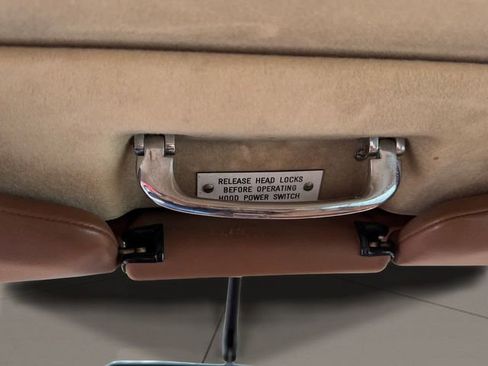 RELEASE HEAD LOCKS
BEFORE OPERATING
HOOD POWER SWITCH